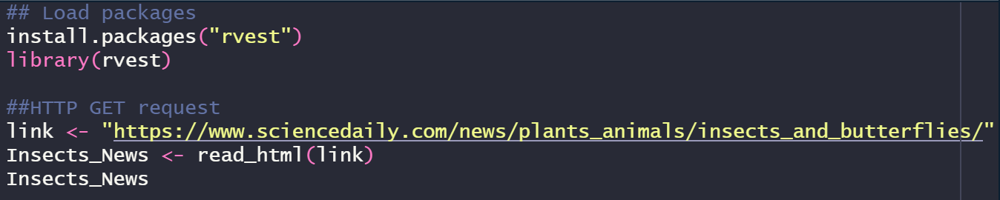 ## Load packages
install.packages("rvest")
library(rvest)
##HTTP GET request
link <- "https://www.sciencedaily.com/news/plants_animals/insects_and_butterflies/"
Insects_News <- read_html(link)
Insects_News